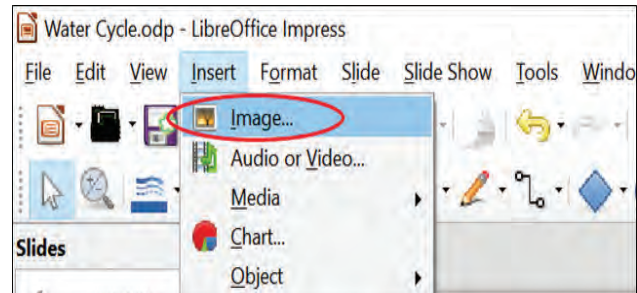 Water Cycle.odp - LibreOffice Impress
File Edit View Insert Format Slide Slide Show Tools
Image...
Audio or Video...
Media
Chart...
Slides
Object